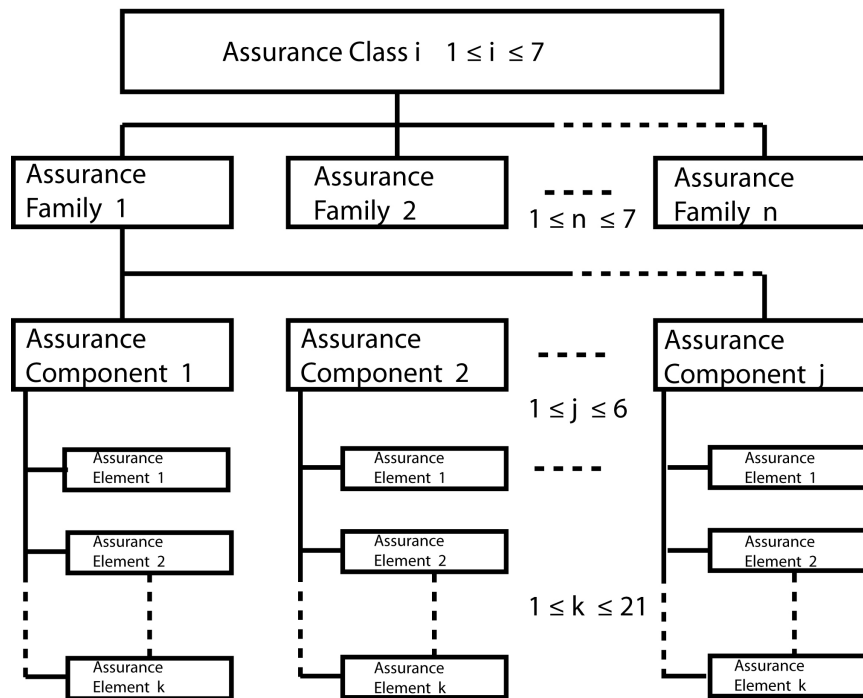 Assurance Class i 1 ≤ i ≤ 7
Assurance
Family 1
Assurance
Family 2
1 ≤ n ≤ 7
Assurance
Family n
Assurance
Component 1
Assurance
Component 2
1 ≤ j ≤ 6
Assurance
Component j
Assurance
Element 1
Assurance
Element 1
Assurance
Element 1
Assurance
Element 2
Assurance
Element 2
Assurance
Element 2
1 ≤ k ≤ 21
Assurance
Element k
Assurance
Element k
Assurance
Element k